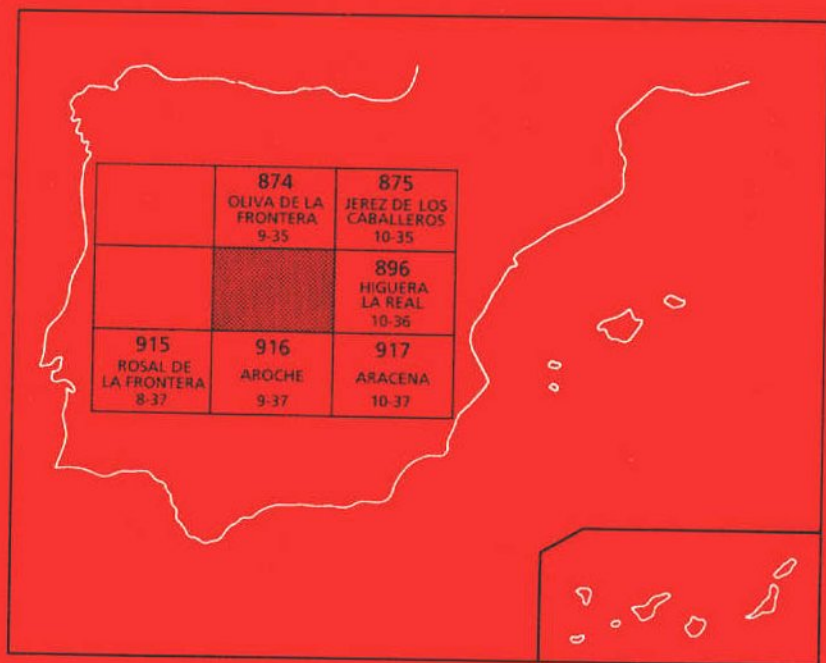 874
OLIVA DE LA
FRONTERA
9-35
875
JEREZ DE LOS
CABALLEROS
10-35
896
HIGUERA
LA REAL
10-36
915
ROSAL DE
LA FRONTERA
8-37
916
AROCHE
9-37
917
ARACENA
10-37